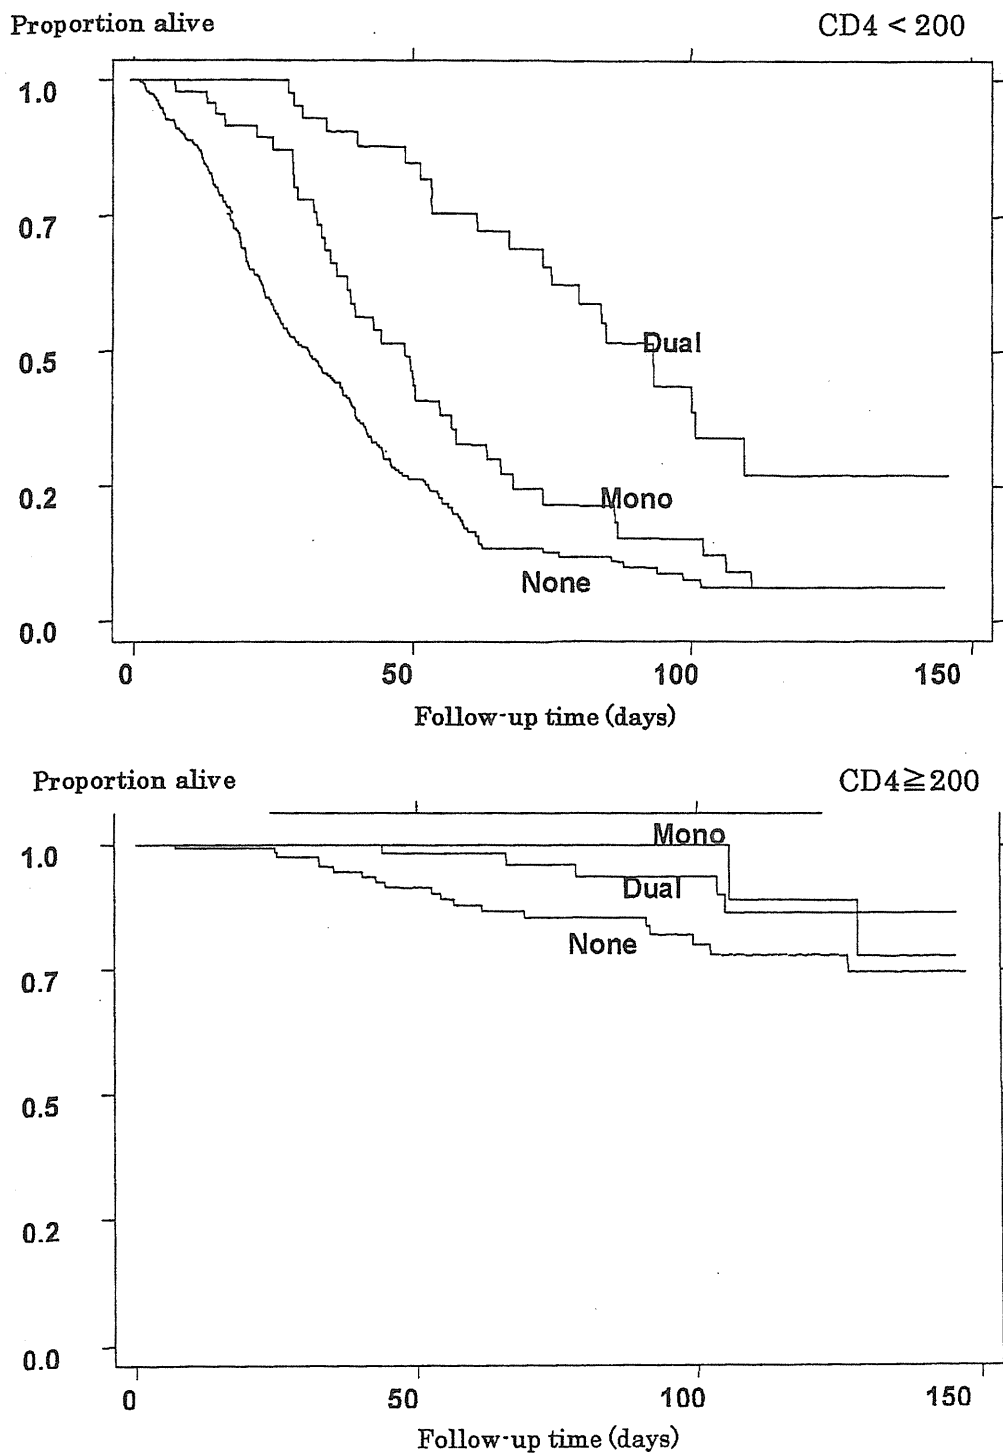 Proportion alive
CD4 < 200
1.0
0.7
0.5
0.2
0.0
Dual
Mono
None
0
50
100
150
Follow-up time (days)
Proportion alive
CD4≧200
1.0
0.7
0.5
0.2
0.0
Mono
Dual
None
0
50
100
150
Follow-up time (days)